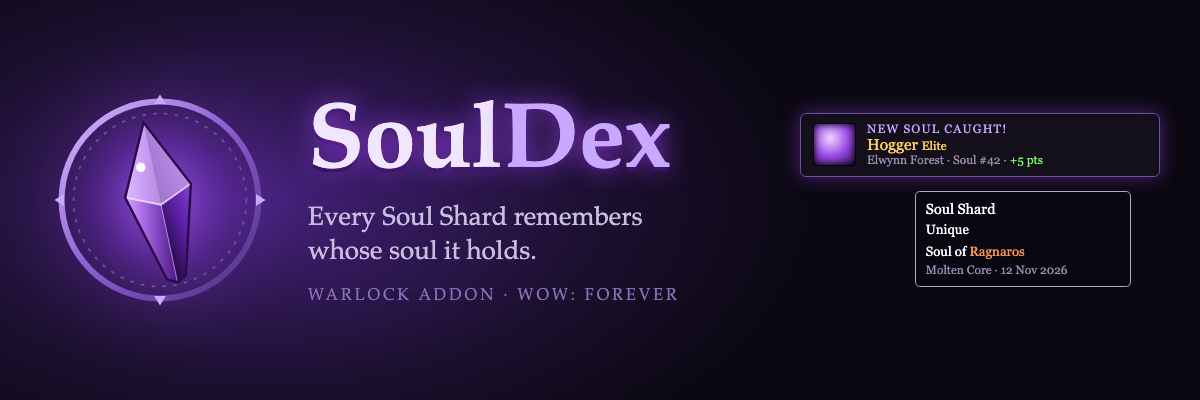 SoulDex
Every Soul Shard remembers
whose soul it holds.
WARLOCK ADDON · WOW: FOREVER
NEW SOUL CAUGHT!
Hogger Elite
Elwynn Forest · Soul #42 · +5 pts
Soul Shard
Unique
Soul of Ragnaros
Molten Core · 12 Nov 2026